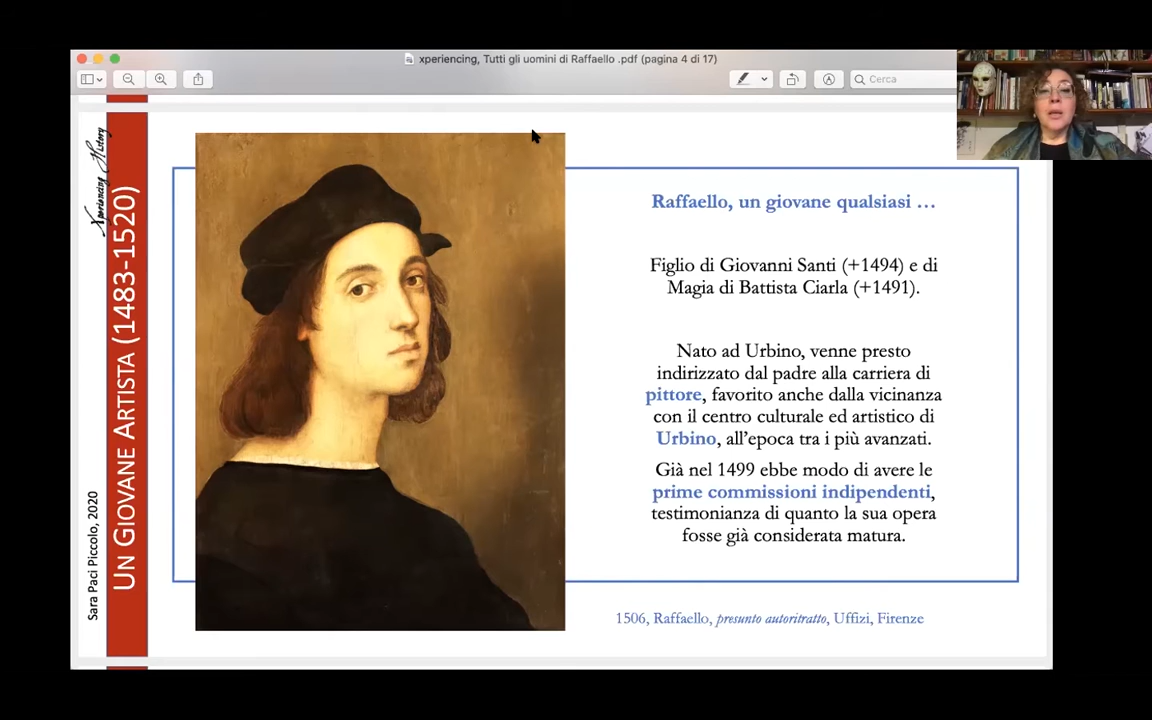 xperiencing, Tutti gli uomini di Raffaello .pdf (pagina 4 di 17)
Cerca
Xperiencing History
UN GIOVANE ARTISTA (1483-1520)
Sara Paci Piccolo, 2020
Raffaello, un giovane qualsiasi …
Figlio di Giovanni Santi (+1494) e di
Magia di Battista Ciarla (+1491).
Nato ad Urbino, venne presto
indirizzato dal padre alla carriera di
pittore, favorito anche dalla vicinanza
con il centro culturale ed artistico di
Urbino, all'epoca tra i più avanzati.
Già nel 1499 ebbe modo di avere le
prime commissioni indipendenti,
testimonianza di quanto la sua opera
fosse già considerata matura.
1506, Raffaello, presunto autoritratto, Uffizi, Firenze